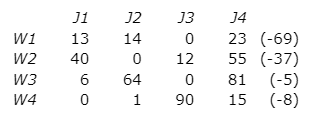 J1 J2 J3 J4
W1 13 14 0 23 (-69)
W2 40 0 12 55 (-37)
W3 6 64 0 81 (-5)
W4 0 1 90 15 (-8)